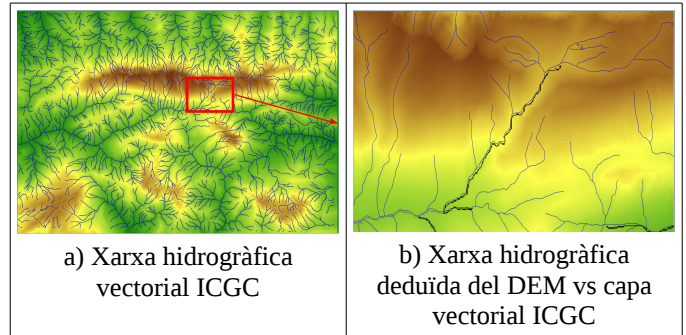 a) Xarxa hidrogràfica
vectorial ICGC
b) Xarxa hidrogràfica
deduïda del DEM vs capa
vectorial ICGC